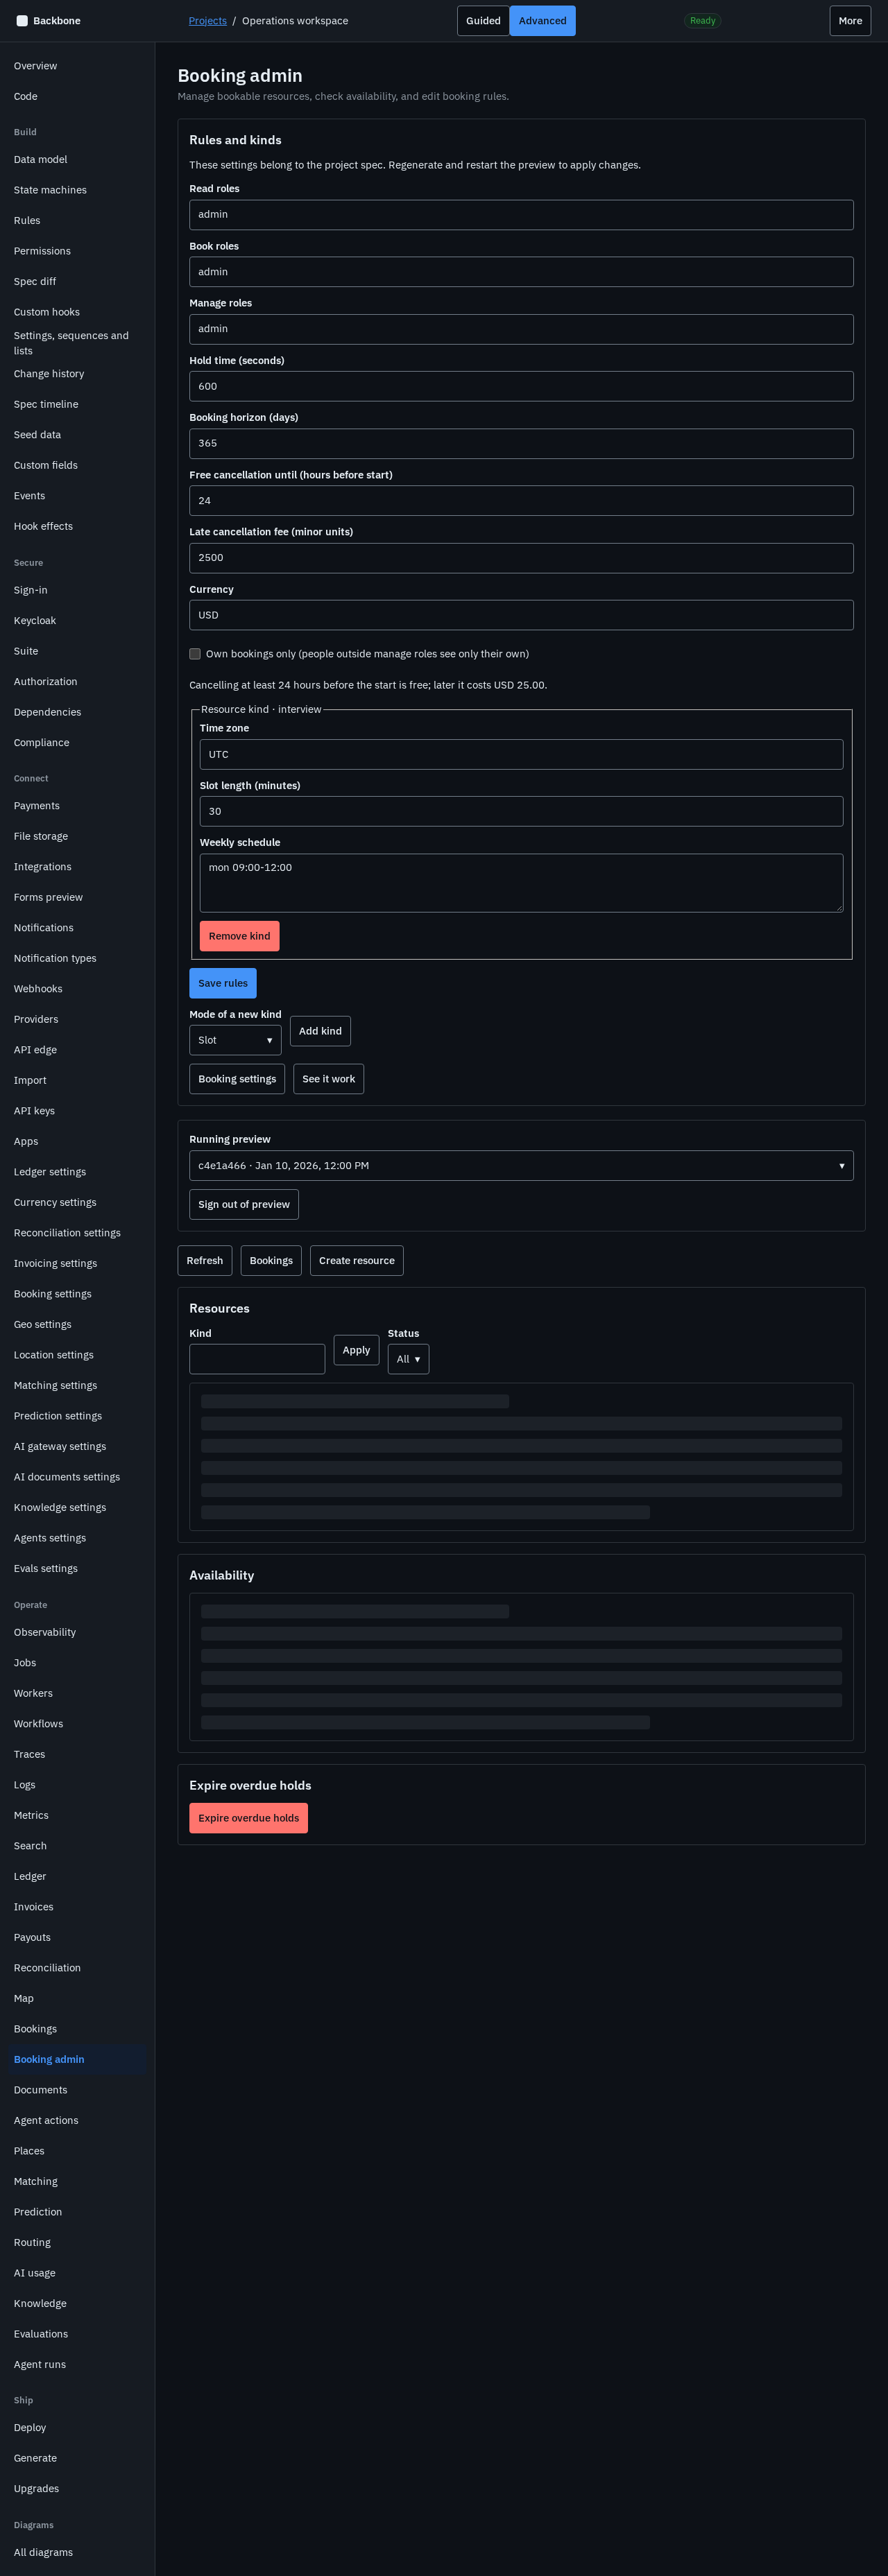 Backbone
Projects / Operations workspace
Guided
Advanced
Ready
More
Overview
Code
Build
Data model
State machines
Rules
Permissions
Spec diff
Custom hooks
Settings, sequences and
lists
Change history
Spec timeline
Seed data
Custom fields
Events
Hook effects
Secure
Sign-in
Keycloak
Suite
Authorization
Dependencies
Compliance
Connect
Payments
File storage
Integrations
Forms preview
Notifications
Notification types
Webhooks
Providers
API edge
Import
API keys
Apps
Ledger settings
Currency settings
Reconciliation settings
Invoicing settings
Booking settings
Geo settings
Location settings
Matching settings
Prediction settings
AI gateway settings
AI documents settings
Knowledge settings
Agents settings
Evals settings
Operate
Observability
Jobs
Workers
Workflows
Traces
Logs
Metrics
Search
Ledger
Invoices
Payouts
Reconciliation
Map
Bookings
Booking admin
Documents
Agent actions
Places
Matching
Prediction
Routing
AI usage
Knowledge
Evaluations
Agent runs
Ship
Deploy
Generate
Upgrades
Diagrams
All diagrams
Booking admin
Manage bookable resources, check availability, and edit booking rules.
Rules and kinds
These settings belong to the project spec. Regenerate and restart the preview to apply changes.
Read roles
admin
Book roles
admin
Manage roles
admin
Hold time (seconds)
600
Booking horizon (days)
365
Free cancellation until (hours before start)
24
Late cancellation fee (minor units)
2500
Currency
USD
Own bookings only (people outside manage roles see only their own)
Cancelling at least 24 hours before the start is free; later it costs USD 25.00.
Resource kind · interview
Time zone
UTC
Slot length (minutes)
30
Weekly schedule
mon 09:00-12:00
Remove kind
Save rules
Mode of a new kind
Slot
Add kind
Booking settings
See it work
Running preview
c4e1a466 · Jan 10, 2026, 12:00 PM
Sign out of preview
Refresh
Bookings
Create resource
Resources
Kind
Apply
Status
All
Availability
Expire overdue holds
Expire overdue holds